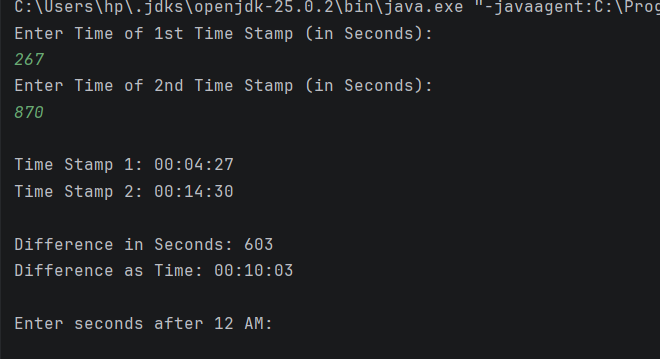 C:\Users\hp\.jdks\openjdk-25.0.2\bin\java.exe "-javaagent:C:\Prog
Enter Time of 1st Time Stamp (in Seconds):
267
Enter Time of 2nd Time Stamp (in Seconds):
870
Time Stamp 1: 00:04:27
Time Stamp 2: 00:14:30
Difference in Seconds: 603
Difference as Time: 00:10:03
Enter seconds after 12 AM: